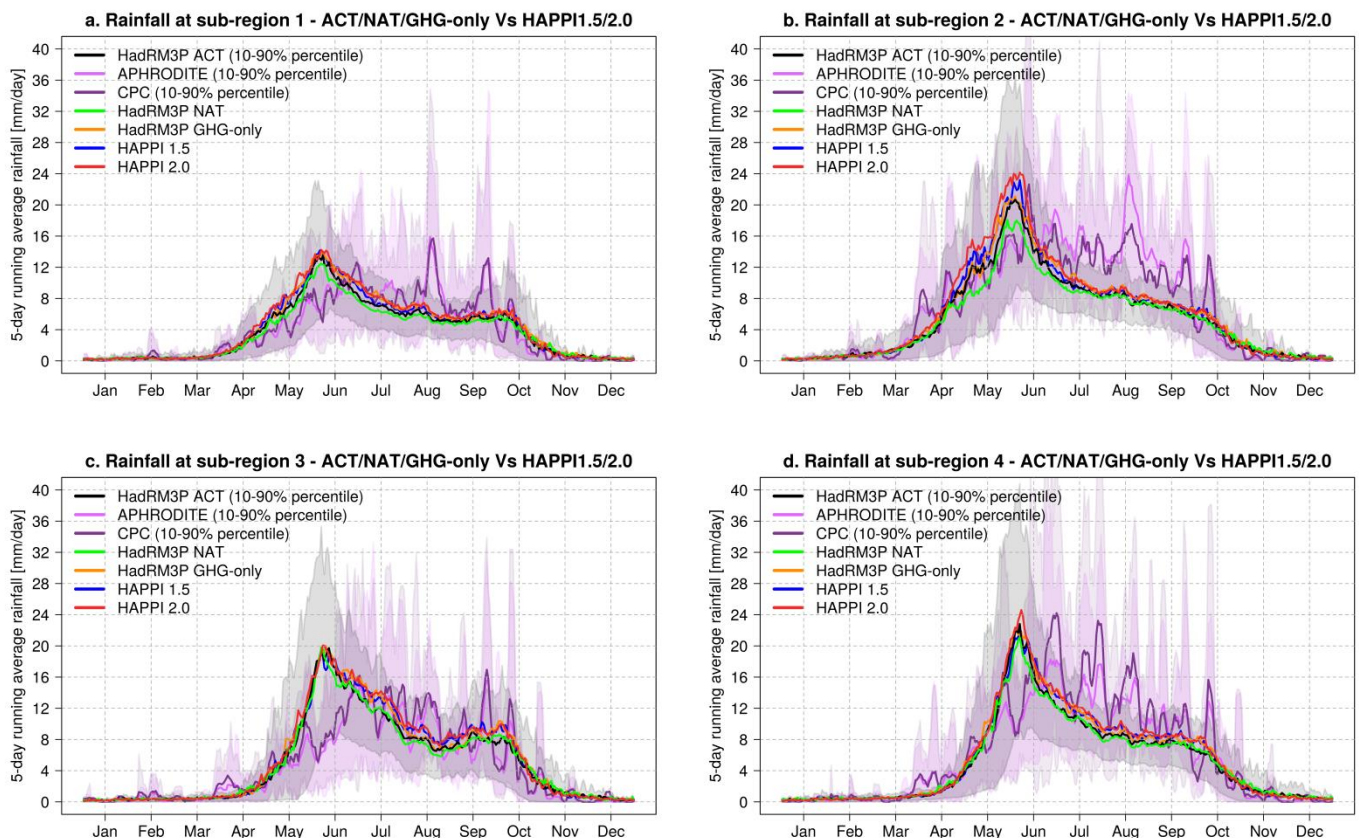 a. Rainfall at sub-region 1 - ACT/NAT/GHG-only Vs HAPPI1.5/2.0
5-day running average rainfall [mm/day]
40
36
32
28
24
20
16
12
8
4
0
HadRM3P ACT (10-90% percentile)
APHRODITE (10-90% percentile)
CPC (10-90% percentile)
HadRM3P NAT
HadRM3P GHG-only
HAPPI 1.5
HAPPI 2.0
Jan Feb Mar Apr May Jun Jul Aug Sep Oct Nov Dec
b. Rainfall at sub-region 2 - ACT/NAT/GHG-only Vs HAPPI1.5/2.0
5-day running average rainfall [mm/day]
40
36
32
28
24
20
16
12
8
4
0
HadRM3P ACT (10-90% percentile)
APHRODITE (10-90% percentile)
CPC (10-90% percentile)
HadRM3P NAT
HadRM3P GHG-only
HAPPI 1.5
HAPPI 2.0
Jan Feb Mar Apr May Jun Jul Aug Sep Oct Nov Dec
c. Rainfall at sub-region 3 - ACT/NAT/GHG-only Vs HAPPI1.5/2.0
5-day running average rainfall [mm/day]
40
36
32
28
24
20
16
12
8
4
0
HadRM3P ACT (10-90% percentile)
APHRODITE (10-90% percentile)
CPC (10-90% percentile)
HadRM3P NAT
HadRM3P GHG-only
HAPPI 1.5
HAPPI 2.0
Jan Feb Mar Apr May Jun Jul Aug Sep Oct Nov Dec
d. Rainfall at sub-region 4 - ACT/NAT/GHG-only Vs HAPPI1.5/2.0
5-day running average rainfall [mm/day]
40
36
32
28
24
20
16
12
8
4
0
HadRM3P ACT (10-90% percentile)
APHRODITE (10-90% percentile)
CPC (10-90% percentile)
HadRM3P NAT
HadRM3P GHG-only
HAPPI 1.5
HAPPI 2.0
Jan Feb Mar Apr May Jun Jul Aug Sep Oct Nov Dec